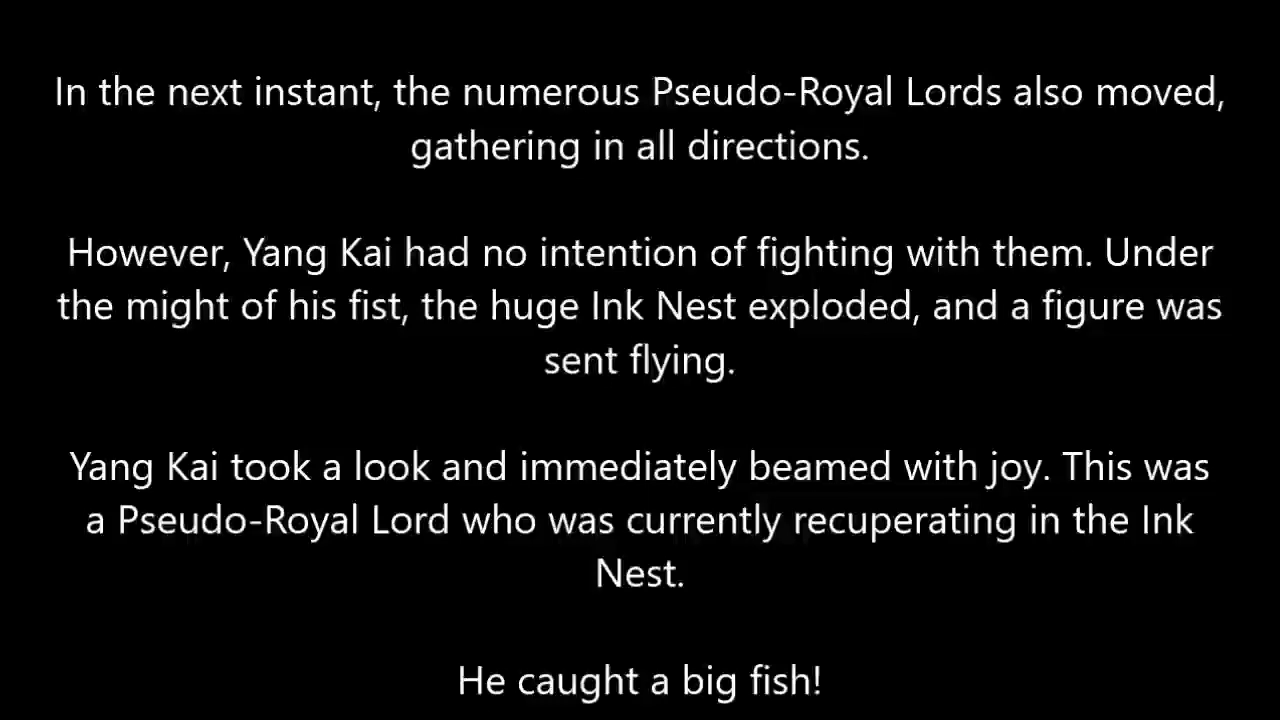 In the next instant, the numerous Pseudo-Royal Lords also moved,
gathering in all directions.
However, Yang Kai had no intention of fighting with them. Under
the might of his fist, the huge Ink Nest exploded, and a figure was
sent flying.
Yang Kai took a look and immediately beamed with joy. This was
a Pseudo-Royal Lord who was currently recuperating in the Ink
Nest.
He caught a big fish!